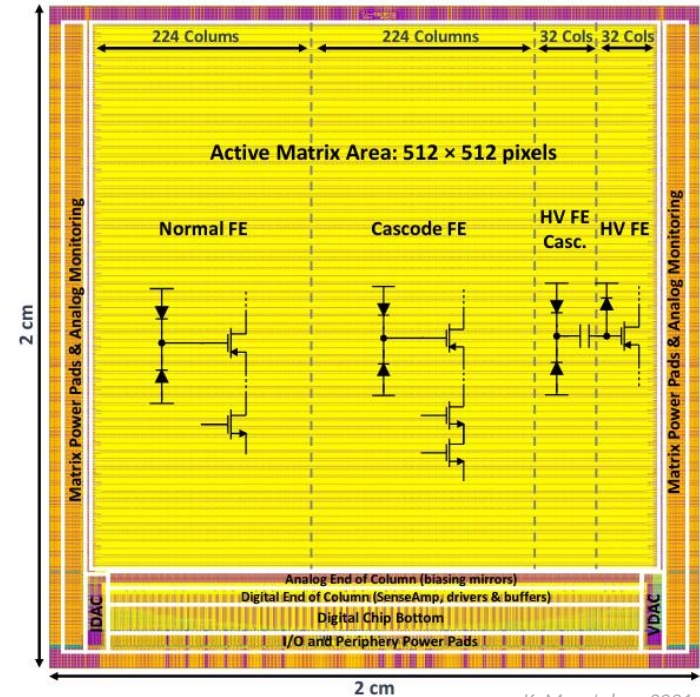 224 Colums
224 Columns
32 Cols
32 Cols
Active Matrix Area: 512 × 512 pixels
Normal FE
Cascode FE
HV FE
Casc.
HV FE
Matrix Power Pads & Analog Monitoring
Matrix Power Pads & Analog Monitoring
2 cm
Analog End of Column (biasing mirrors)
Digital End of Column (SenseAmp, drivers & buffers)
Digital Chip Bottom
I/O and Periphery Power Pads
IDAC
VDAC
2 cm